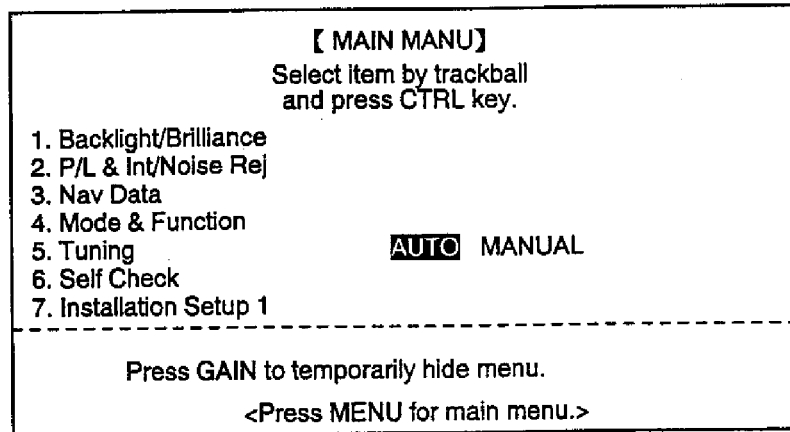 【 MAIN MANU】
Select item by trackball
and press CTRL key.
1. Backlight/Brilliance
2. P/L & Int/Noise Rej
3. Nav Data
4. Mode & Function
5. Tuning AUTO MANUAL
6. Self Check
7. Installation Setup 1
Press GAIN to temporarily hide menu.
<Press MENU for main menu.>